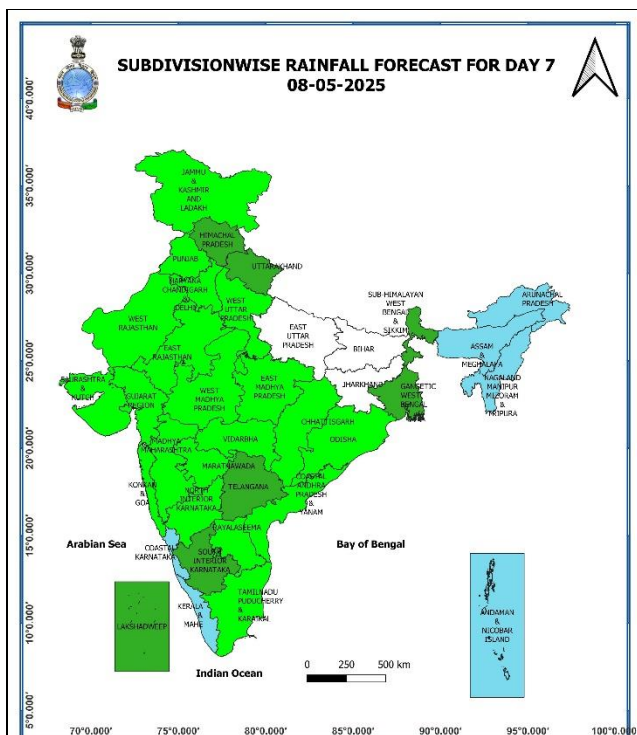 SUBDIVISIONWISE RAINFALL FORECAST FOR DAY 7
08-05-2025
40°0.000'
35°0.000'
30°0.000'
25°0.000'
20°0.000'
15°0.000'
10°0.000'
5°0.000'
JAMMU
&
KASHMIR
AND
LADAKH
HIMACHAL
PRADESH
PUNJAB
UTTARAKHAND
HARYANA
CHANDIGARH
&
DELHI
WEST
UTTAR
PRADESH
WEST
RAJASTHAN
EAST
RAJASTHAN
EAST
UTTAR
PRADESH
BIHAR
SUB-HIMALAYAN
WEST
BENGAL
&
SIKKIM
ARUNACHAL
PRADESH
ASSAM
&
MEGHALAYA
NAGALAND
MANIPUR
MIZORAM
&
TRIPURA
SAURASHTRA
&
KUTCH
GUJARAT
REGION
WEST
MADHYA
PRADESH
EAST
MADHYA
PRADESH
JHARKHAND
GANGETIC
WEST
BENGAL
CHHATTISGARH
ODISHA
MADHYA
MAHARASHTRA
VIDARBHA
MARATHAWADA
KONKAN
&
GOA
NORTH
INTERIOR
KARNATAKA
TELANGANA
COASTAL
ANDHRA
PRADESH
&
YANAM
RAYALASEEMA
Arabian Sea
COASTAL
KARNATAKA
SOUTH
INTERIOR
KARNATAKA
Bay of Bengal
LAKSHADWEEP
KERALA
&
MAHE
TAMILNADU
PUDUCHERRY
&
KARAIKAL
ANDAMAN
&
NICOBAR
ISLAND
Indian Ocean
0 250 500 km
70°0.000' 75°0.000' 80°0.000' 85°0.000' 90°0.000' 95°0.000' 100°0.000'